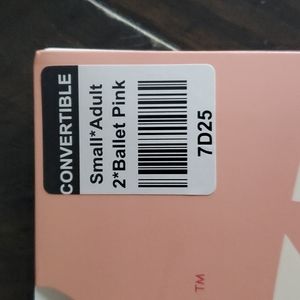 CONVERTIBLE
Small*Adult
2*Ballet Pink
7D25
TM